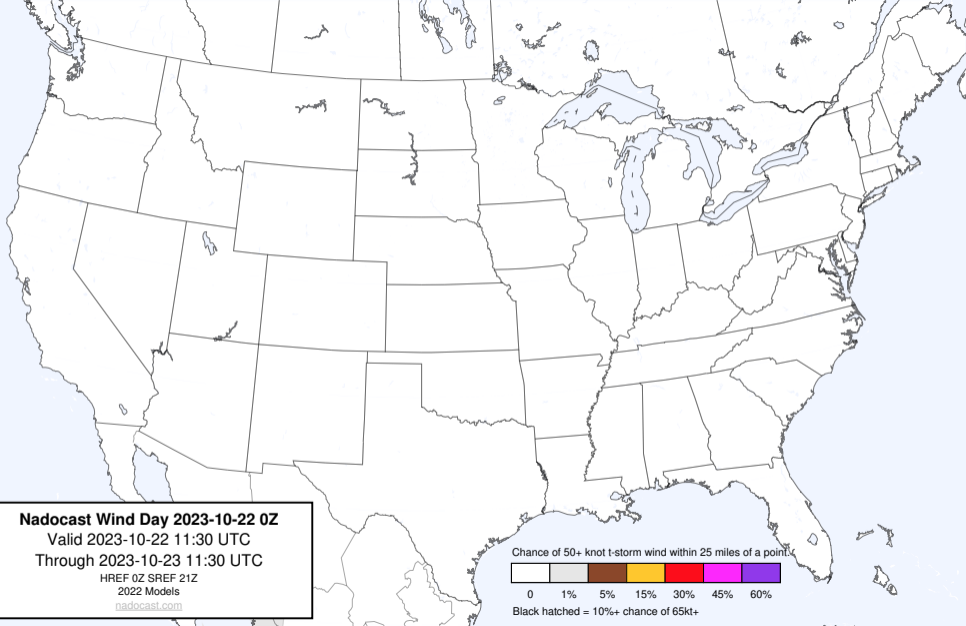 Nadocast Wind Day 2023-10-22 0Z
Valid 2023-10-22 11:30 UTC
Through 2023-10-23 11:30 UTC
HREF 0Z SREF 21Z
2022 Models
nadocast.com
Chance of 50+ knot t-storm wind within 25 miles of a point.
0 1% 5% 15% 30% 45% 60%
Black hatched = 10%+ chance of 65kt+